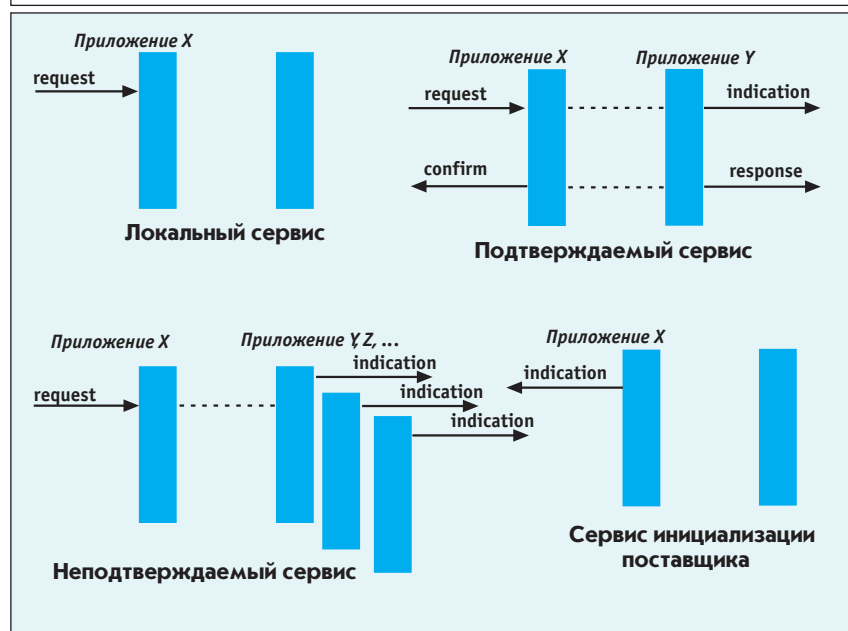 Приложение X
request
Локальный сервис
Приложение X
Приложение Y
request
indication
confirm
response
Подтверждаемый сервис
Приложение X
Приложение Y, Z, ...
request
indication
indication
indication
Неподтверждаемый сервис
Приложение X
indication
Сервис инициализации
поставщика